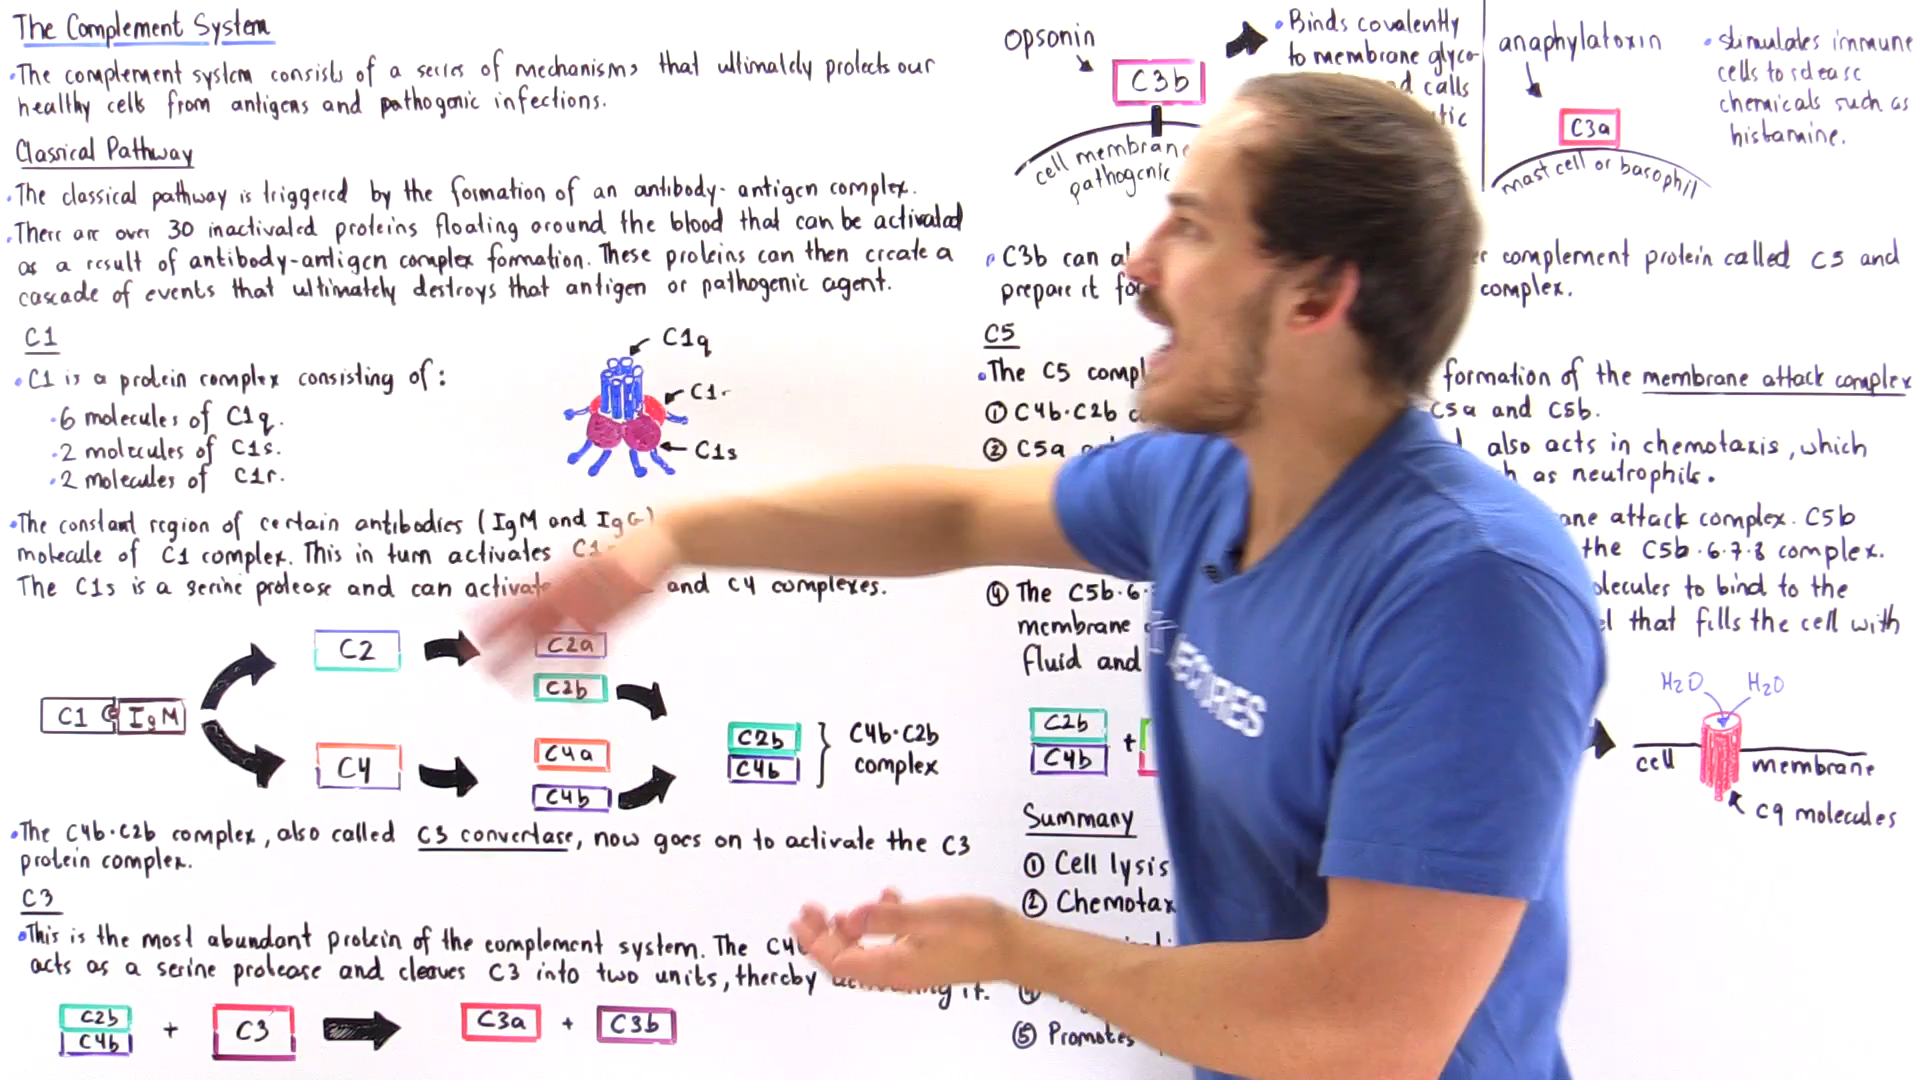 The Complement System
•The complement system consists of a series of mechanisms that ultimately protects our
healthy cells from antigens and pathogenic infections.
Classical Pathway
•The classical pathway is triggered by the formation of an antibody-antigen complex.
•There are over 30 inactivated proteins floating around the blood that can be activated
as a result of antibody-antigen complex formation. These proteins can then create a
cascade of events that ultimately destroys that antigen or pathogenic agent.
C1
•C1 is a protein complex consisting of:
•6 molecules of C1q.
•2 molecules of C1s.
•2 molecules of C1r.
C1q
C1r
C1s
•The constant region of certain antibodies (IgM and IgG)
molecule of C1 complex. This in turn activates
The C1s is a serine protease and can activate and C4 complexes.
C1 IgM
C2
C4
C2a
C2b
C4a
C4b
C2b
C4b
C4b·C2b
complex
•The C4b·C2b complex, also called C3 convertase, now goes on to activate the C3
protein complex.
C3
•This is the most abundant protein of the complement system. The
acts as a serine protease and cleaves C3 into two units, thereby it.
C2b
C4b
+
C3
C3a + C3b
opsonin
C3b
cell membrane
pathogenic
•Binds covalently
to membrane glyco-
calls
anaphylatoxin
C3a
mast cell or basophil
•stimulates immune
cells to release
chemicals such as
histamine.
•C3b can complement protein called C5 and
prepare it complex.
C5
•The C5 formation of the membrane attack complex
① C4b·C2b C5a and C5b.
② C5a also acts in chemotaxis, which
as neutrophils.
attack complex. C5b
the C5b·6·7·8 complex.
④ The C5b·6· to bind to the
membrane that fills the cell with
fluid and
C2b
C4b
+
H2O H2O
cell membrane
C9 molecules
Summary
① Cell lysis
②
⑤ Promotes
LECTURES